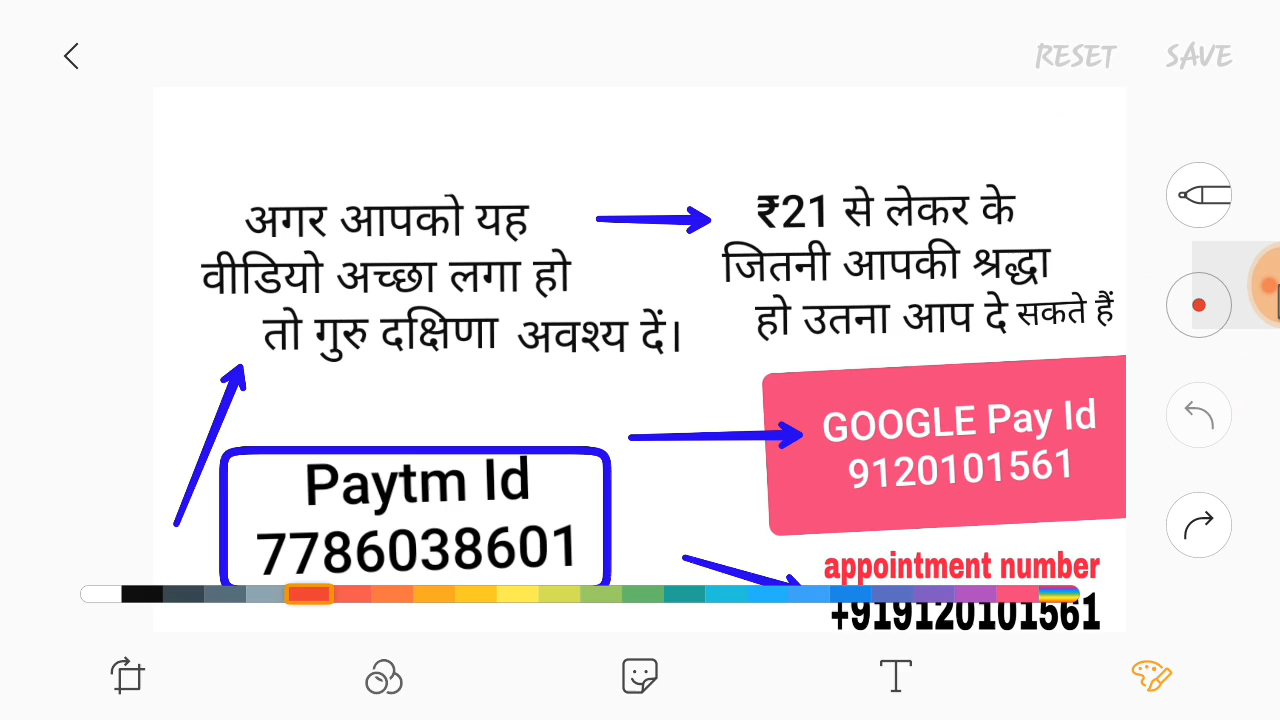 RESET SAVE
अगर आपको यह
वीडियो अच्छा लगा हो
तो गुरु दक्षिणा अवश्य दें।
₹21 से लेकर के
जितनी आपकी श्रद्धा
हो उतना आप दे सकते हैं
Paytm Id
7786038601
GOOGLE Pay Id
9120101561
appointment number
+919120101561
T